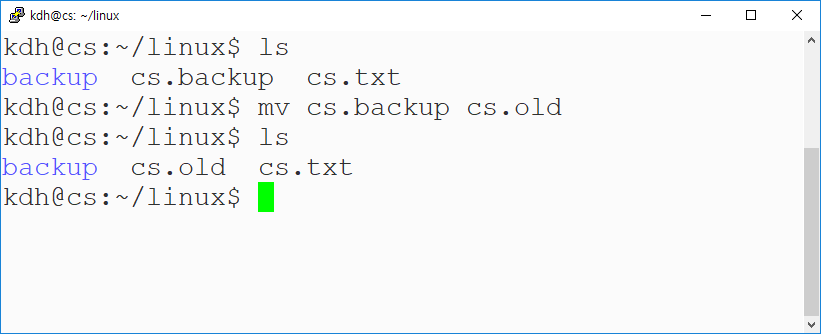 kdh@cs: ~/linux
kdh@cs:~/linux$ ls
backup  cs.backup  cs.txt
kdh@cs:~/linux$ mv cs.backup cs.old
kdh@cs:~/linux$ ls
backup  cs.old  cs.txt
kdh@cs:~/linux$